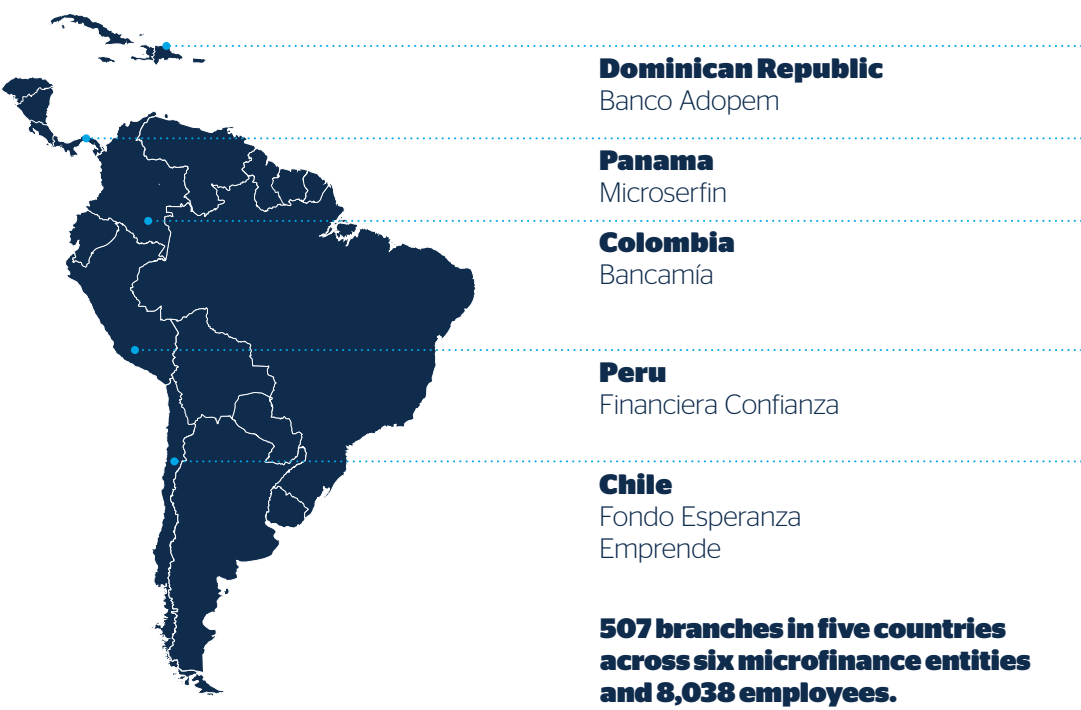 Dominican Republic
Banco Adopem
Panama
Microserfin
Colombia
Bancamía
Peru
Financiera Confianza
Chile
Fondo Esperanza
Emprende
507 branches in five countries
across six microfinance entities
and 8,038 employees.